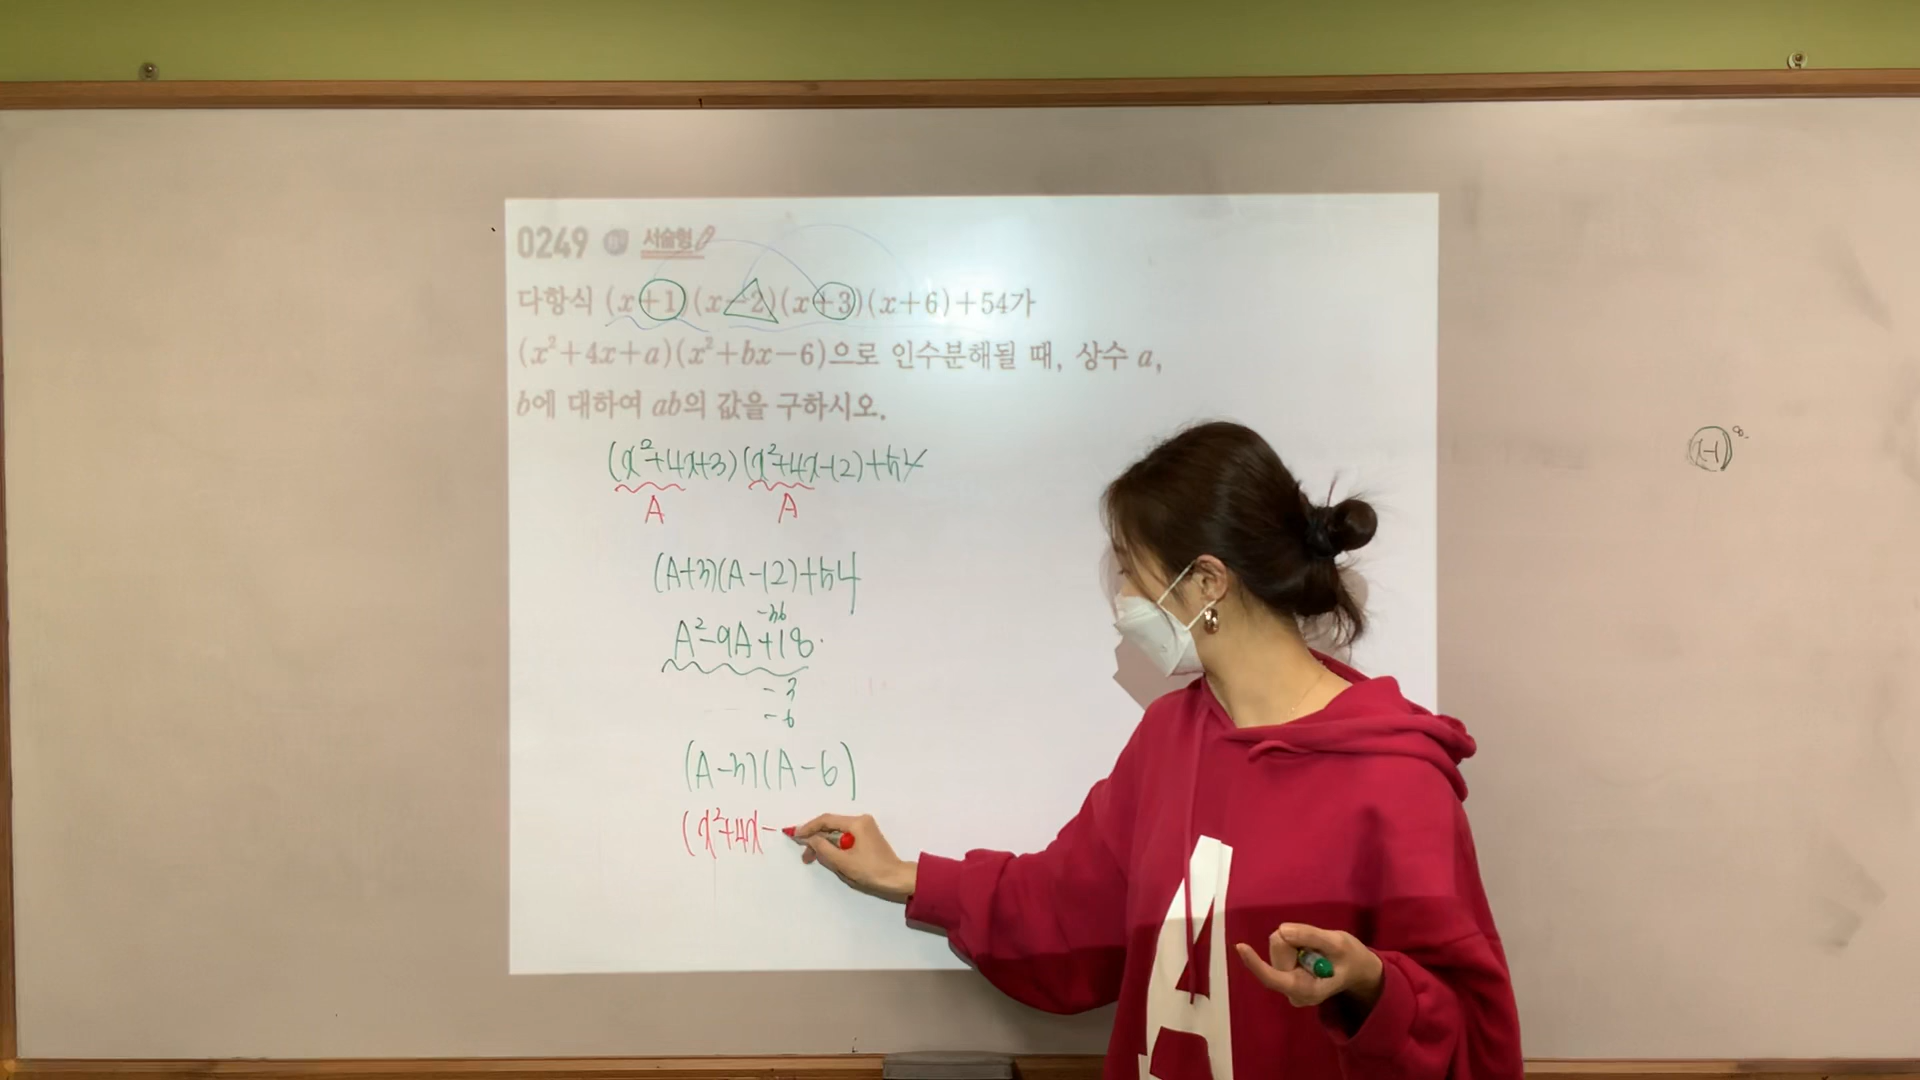 0249 서술형
다항식 (x+1)(x-2)(x+3)(x+6)+54가
(x²+4x+a)(x²+bx-6)으로 인수분해될 때, 상수 a,
b에 대하여 ab의 값을 구하시오.
(x²+4x+3)(x²+4x-12)+54
A A
(A+3)(A-12)+54
-36
A²-9A+18
-3
-6
(A-3)(A-6)
(x²+4x-
A